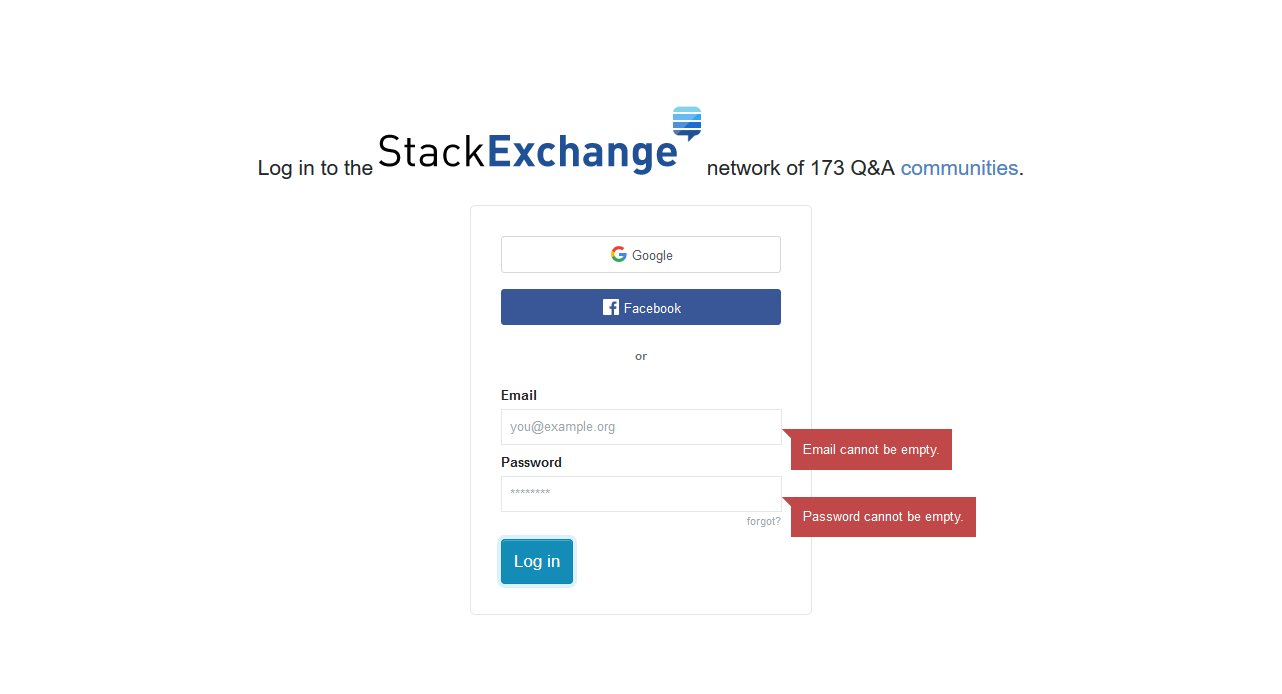 Log in to the StackExchange network of 173 Q&A communities.
Google
Facebook
or
Email
you@example.org
Email cannot be empty.
Password
********
Password cannot be empty.
forgot?
Log in